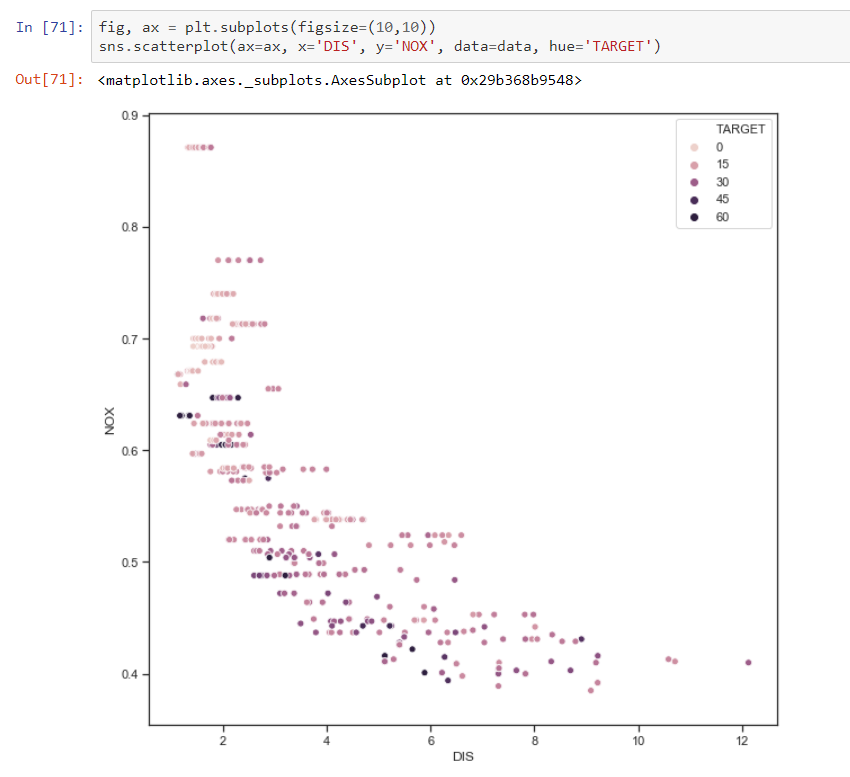 In [71]: fig, ax = plt.subplots(figsize=(10,10))
sns.scatterplot(ax=ax, x='DIS', y='NOX', data=data, hue='TARGET')
Out[71]: <matplotlib.axes._subplots.AxesSubplot at 0x29b368b9548>
0.9
TARGET
0
15
30
45
60
0.8
0.7
0.6
NOX
0.5
0.4
2 4 6 8 10 12
DIS